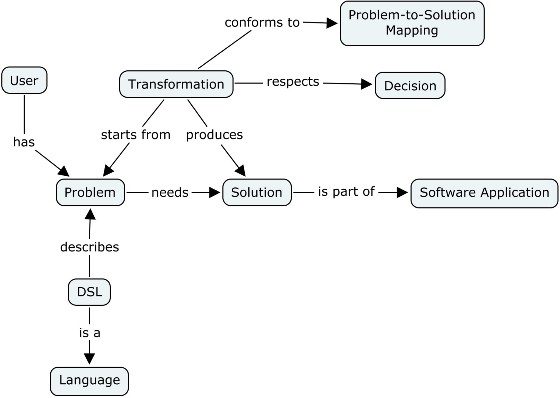 conforms to
Problem-to-Solution
Mapping
User
Transformation
respects
Decision
has
starts from
produces
Problem
needs
Solution
is part of
Software Application
describes
DSL
is a
Language